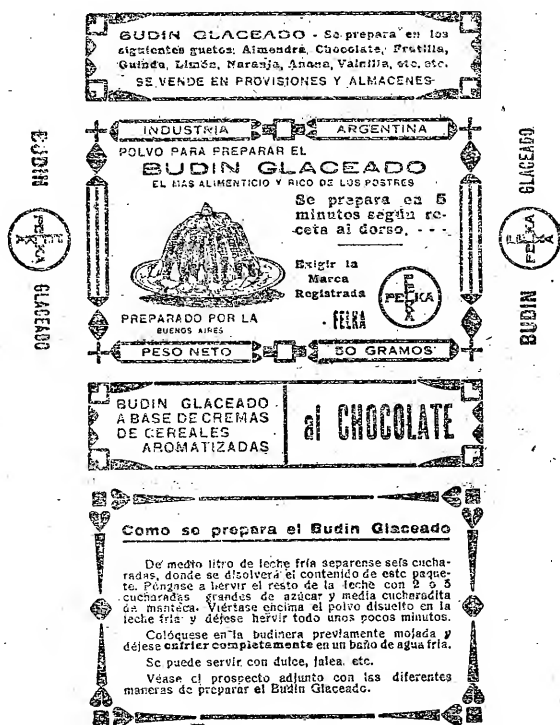 BUDIN GLACEADO - Se prepara en los
siguientes gustos: Almendra, Chocolate, Frutilla,
Guinda, Limón, Naranja, Anana, Vainilla, etc. etc.
SE VENDE EN PROVISIONES Y ALMACENES
INDUSTRIA ARGENTINA
POLVO PARA PREPARAR EL
BUDIN GLACEADO
EL MAS ALIMENTICIO Y RICO DE LOS POSTRES
Se prepara en 5
minutos según re-
ceta al dorso. - - -
Exigir la
Marca
Registrada
FELKA
FELKA
PREPARADO POR LA
BUENOS AIRES
PESO NETO 50 GRAMOS
BUDIN FELKA GLACEADO
BUDIN FELKA GLACEADO
BUDIN GLACEADO
A BASE DE CREMAS
DE CEREALES
AROMATIZADAS
al CHOCOLATE
Como se prepara el Budin Glaceado
De medio litro de leche fría separense seis cucha-
radas, donde se disolverá el contenido de este paque-
te. Póngase a hervir el resto de la leche con 2 o 3
cucharadas grandes de azúcar y media cucharadita
de manteca. Viértase encima el polvo disuelto en la
leche fria y déjese hervir todo unos pocos minutos.
Colóquese en la budinera previamente mojada y
déjese enfriar completamente en un baño de agua fría.
Se puede servir con dulce, jalea, etc.
Véase el prospecto adjunto con las diferentes
maneras de preparar el Budin Glaceado.